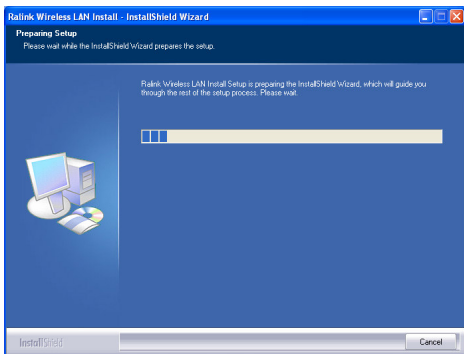 Ralink Wireless LAN Install - InstallShield Wizard
Preparing Setup
Please wait while the InstallShield Wizard prepares the setup.
Ralink Wireless LAN Install Setup is preparing the InstallShield Wizard, which will guide you
through the rest of the setup process. Please wait.
InstallShield
Cancel